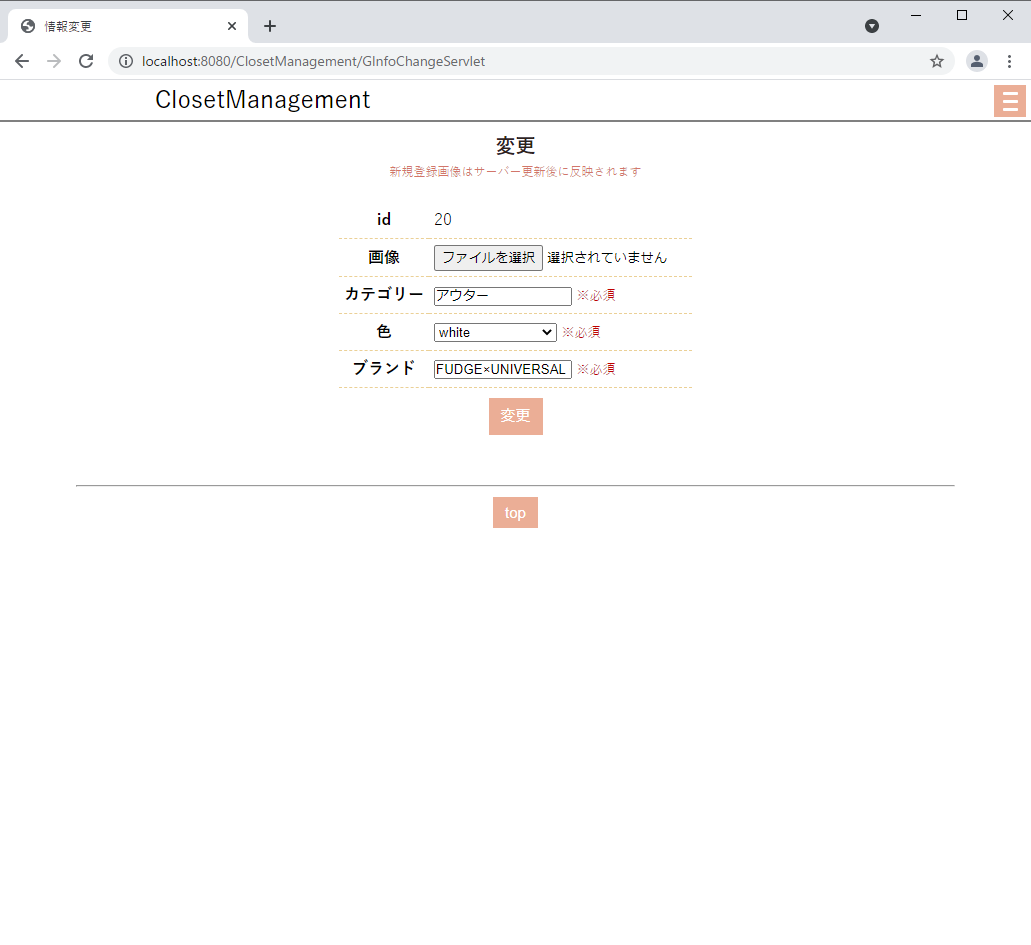 情報変更
localhost:8080/ClosetManagement/GInfoChangeServlet
ClosetManagement
変更
新規登録画像はサーバー更新後に反映されます
id 20
画像 ファイルを選択 選択されていません
カテゴリー アウター ※必須
色 white ※必須
ブランド FUDGE×UNIVERSAL ※必須
変更
top